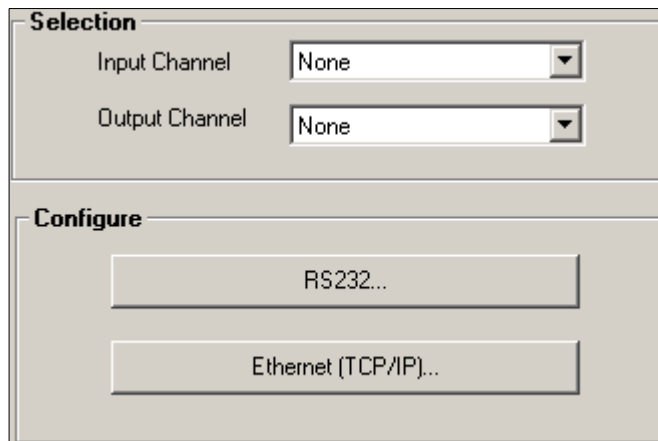 Selection
Input Channel None
Output Channel None
Configure
RS232...
Ethernet (TCP/IP)...